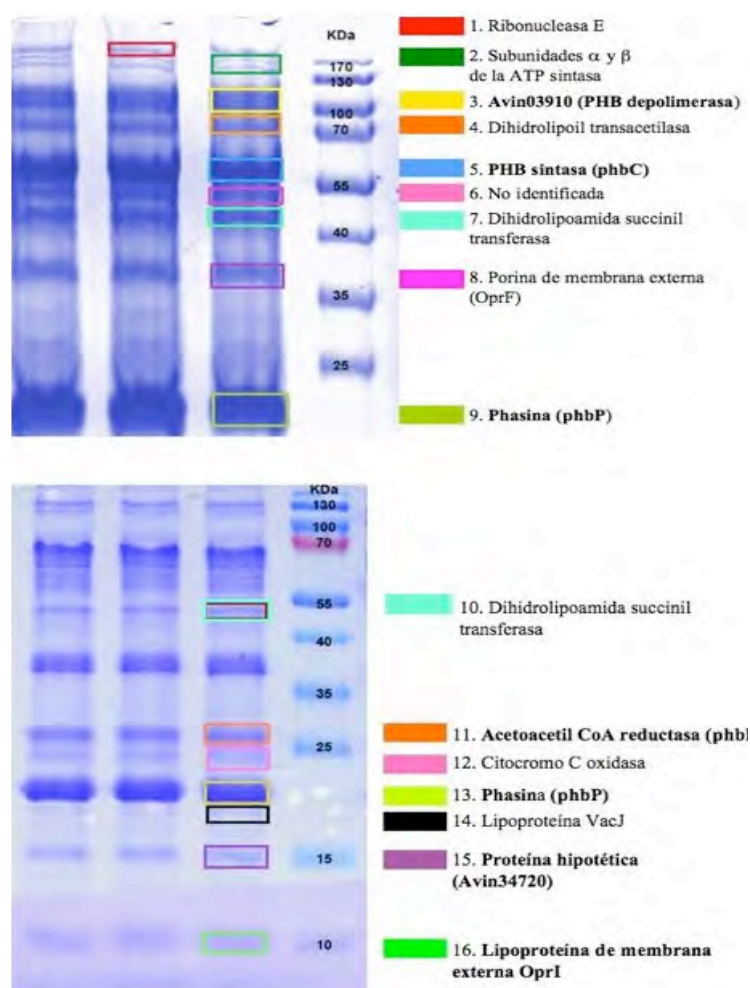 KDa
170
130
100
70
55
40
35
25
1. Ribonucleasa E
2. Subunidades α y β
de la ATP sintasa
3. Avin03910 (PHB depolimerasa)
4. Dihidrolipoil transacetilasa
5. PHB sintasa (phbC)
6. No identificada
7. Dihidrolipoamida succinil
transferasa
8. Porina de membrana externa
(OprF)
9. Phasina (phbP)
KDa
130
100
70
55
40
35
25
15
10
10. Dihidrolipoamida succinil
transferasa
11. Acetoacetil CoA reductasa (phb
12. Citocromo C oxidasa
13. Phasina (phbP)
14. Lipoproteína VacJ
15. Proteína hipotética
(Avin34720)
16. Lipoproteína de membrana
externa OprI